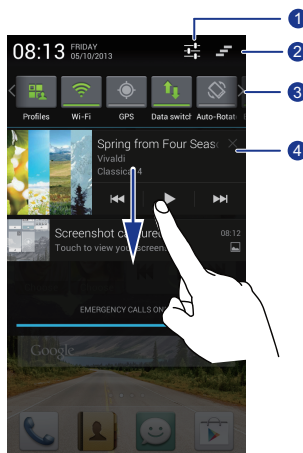 1
08:13 FRIDAY
05/10/2013
2
3
Profiles Wi-Fi GPS Data switch Auto-Rotat
4
Spring from Four Seas
Vivaldi
Classical 4
Screenshot captured. 08:12
Touch to view your screen
EMERGENCY CALLS ON
Google